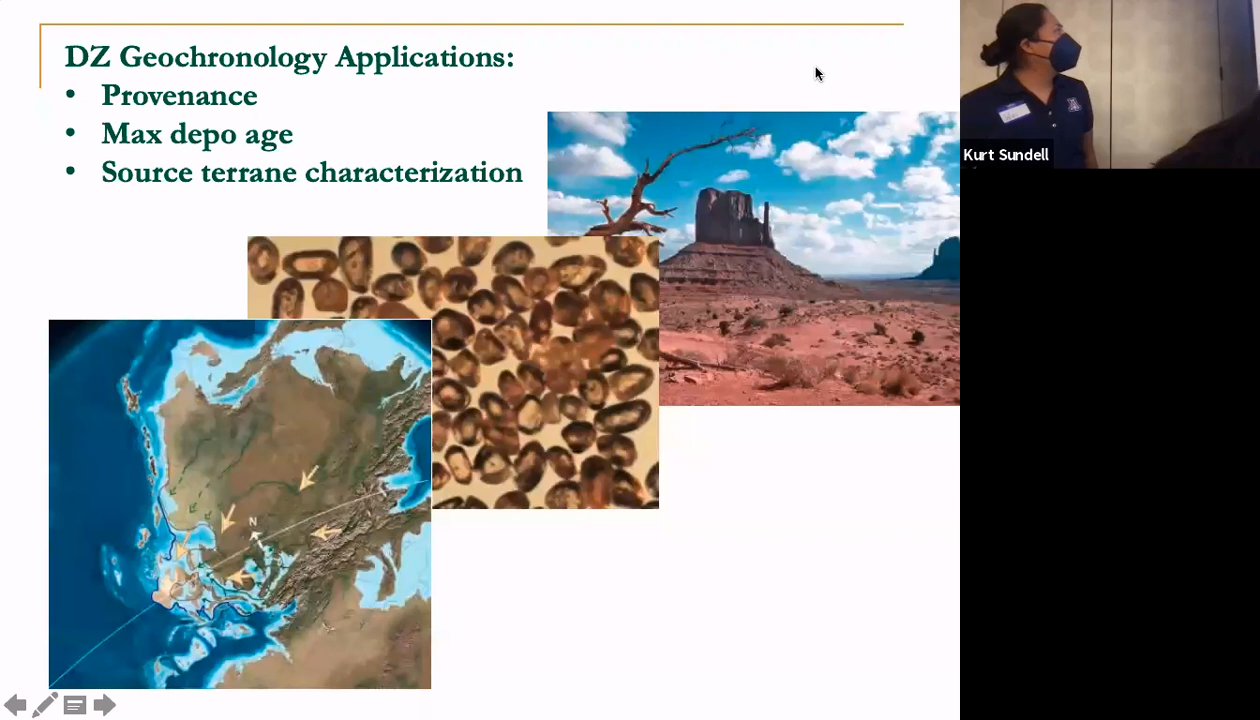 DZ Geochronology Applications:
• Provenance
• Max depo age
• Source terrane characterization
N
Kurt Sundell